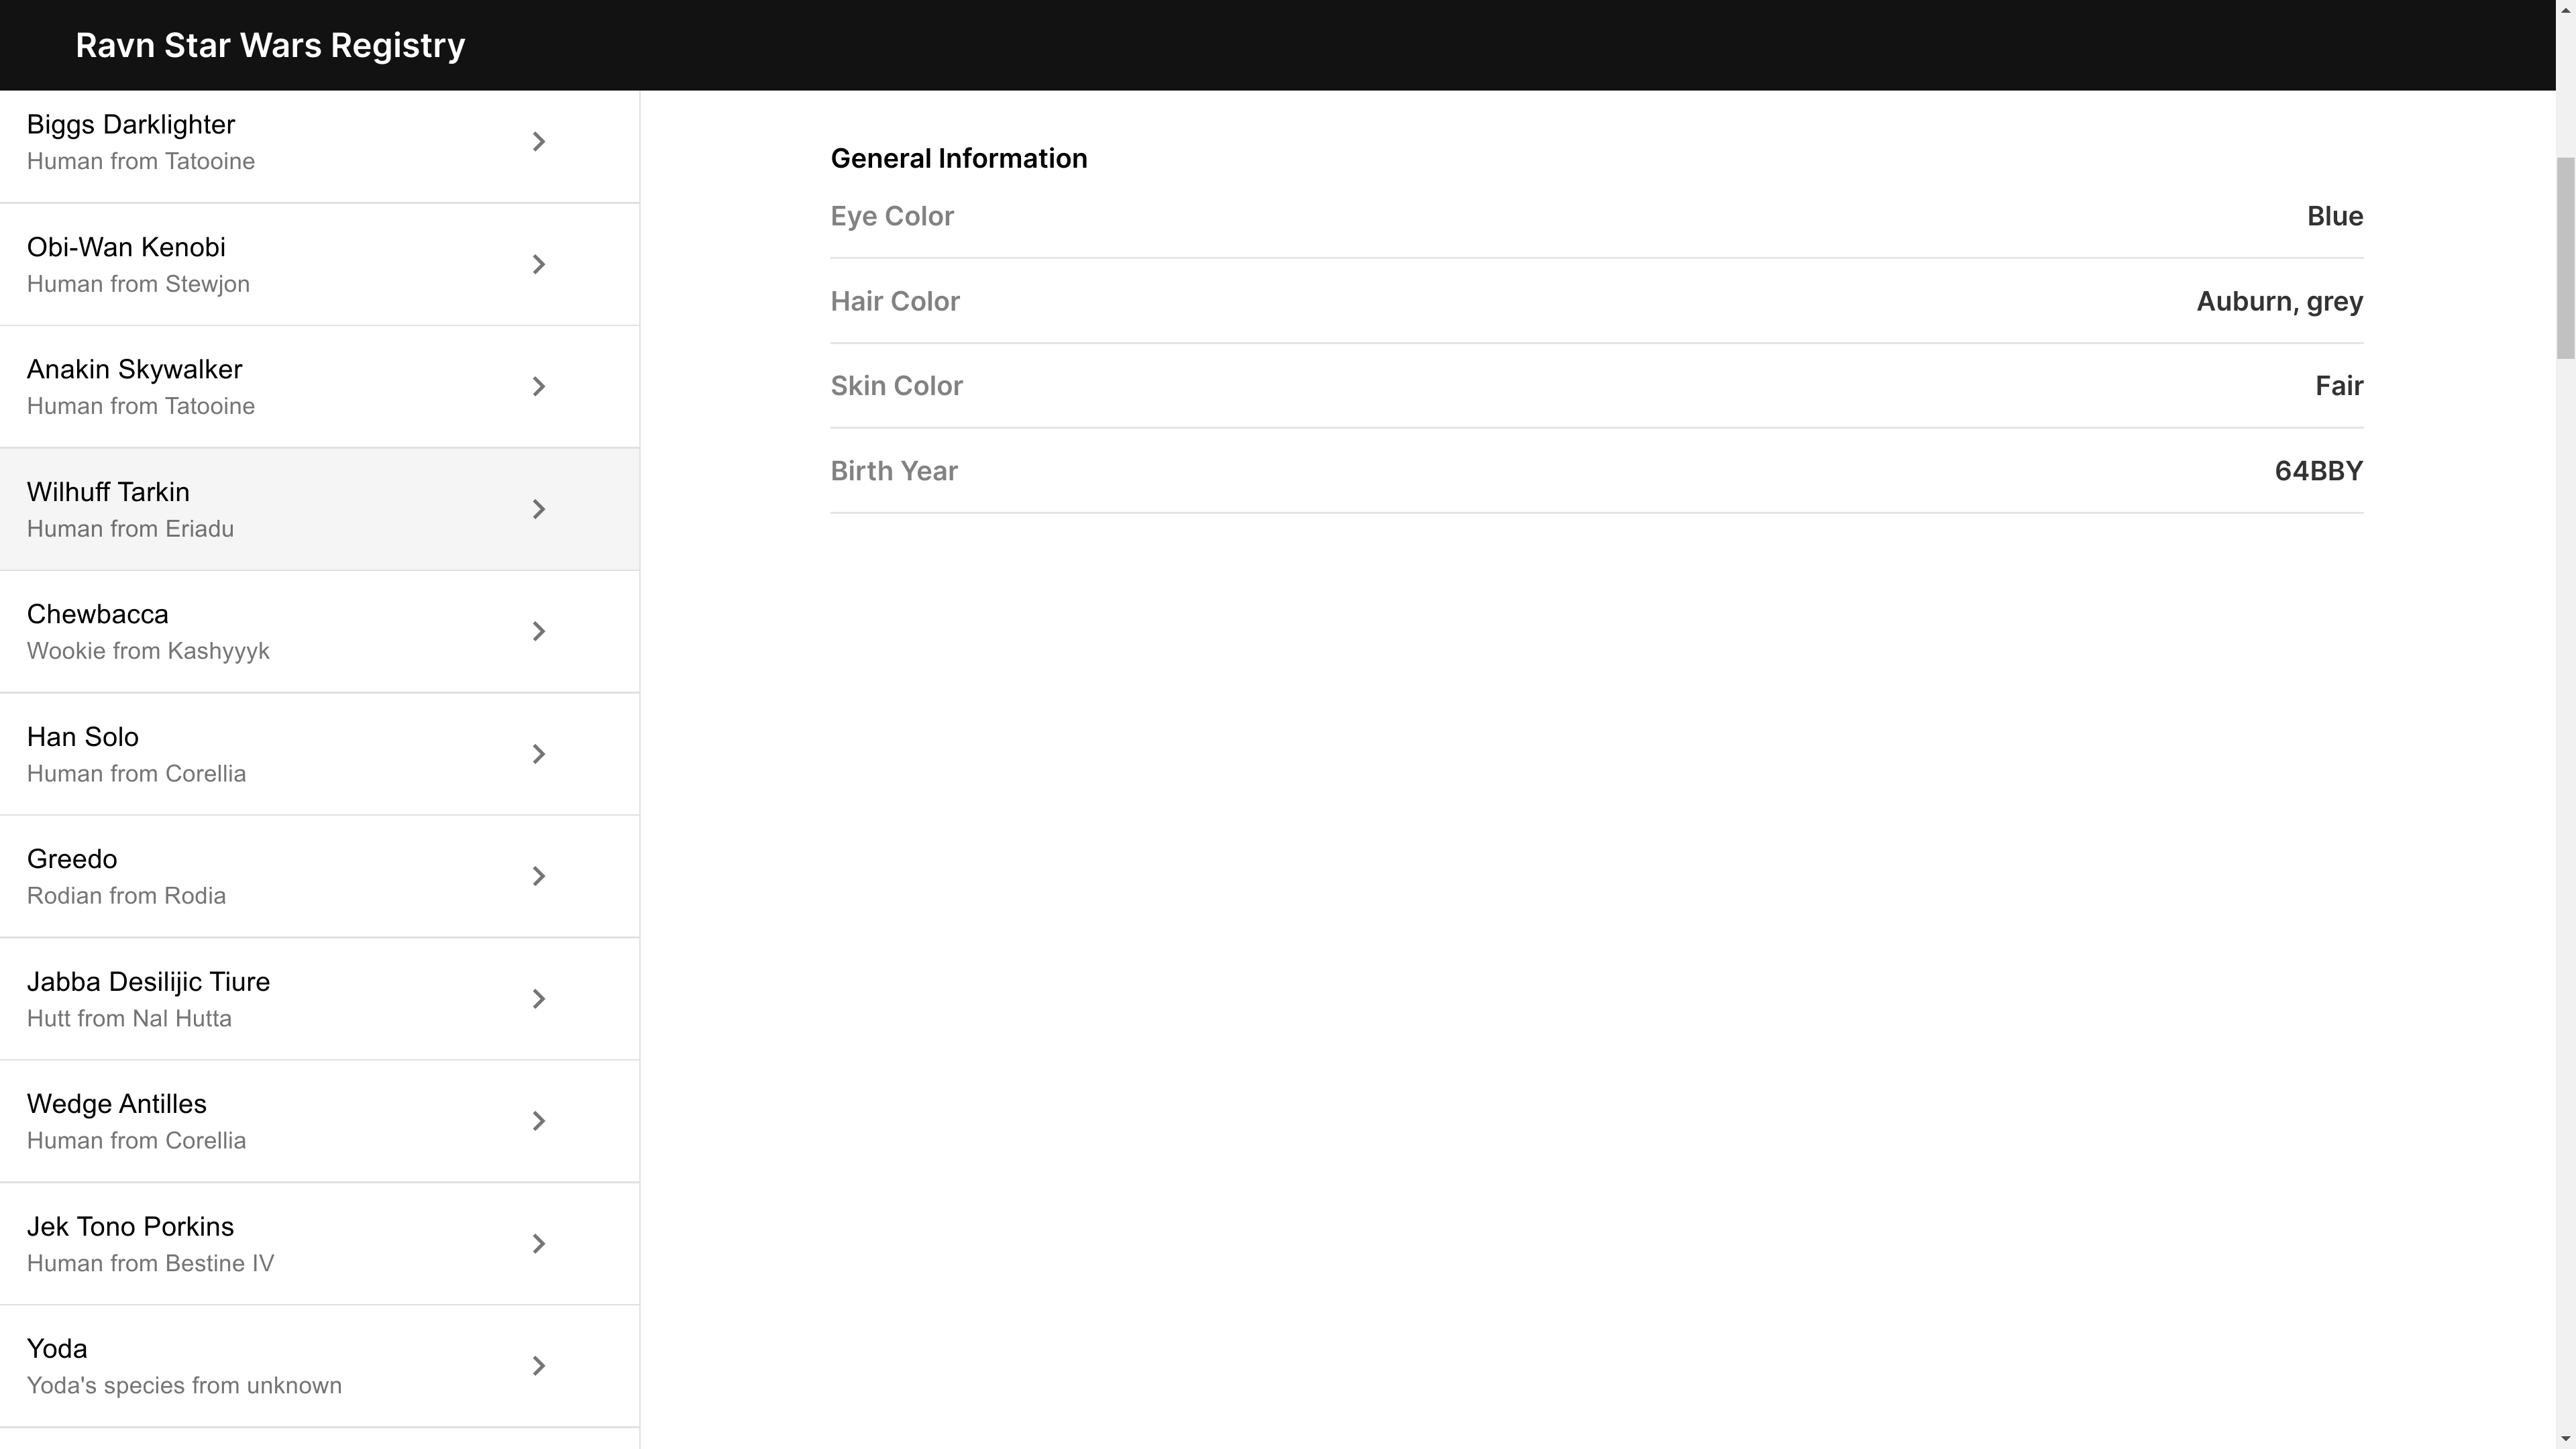 Ravn Star Wars Registry
Biggs Darklighter
Human from Tatooine
Obi-Wan Kenobi
Human from Stewjon
Anakin Skywalker
Human from Tatooine
Wilhuff Tarkin
Human from Eriadu
Chewbacca
Wookie from Kashyyyk
Han Solo
Human from Corellia
Greedo
Rodian from Rodia
Jabba Desilijic Tiure
Hutt from Nal Hutta
Wedge Antilles
Human from Corellia
Jek Tono Porkins
Human from Bestine IV
Yoda
Yoda's species from unknown
General Information
Eye Color Blue
Hair Color Auburn, grey
Skin Color Fair
Birth Year 64BBY